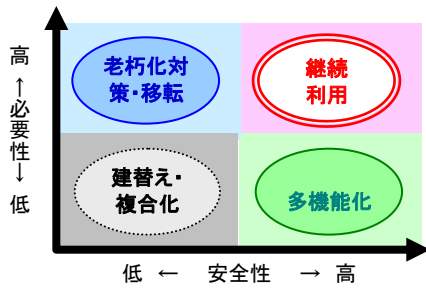 高
↑
必
要
性
↓
低
老朽化対
策・移転
継続
利用
建替え・
複合化
多機能化
低 ← 安全性 → 高